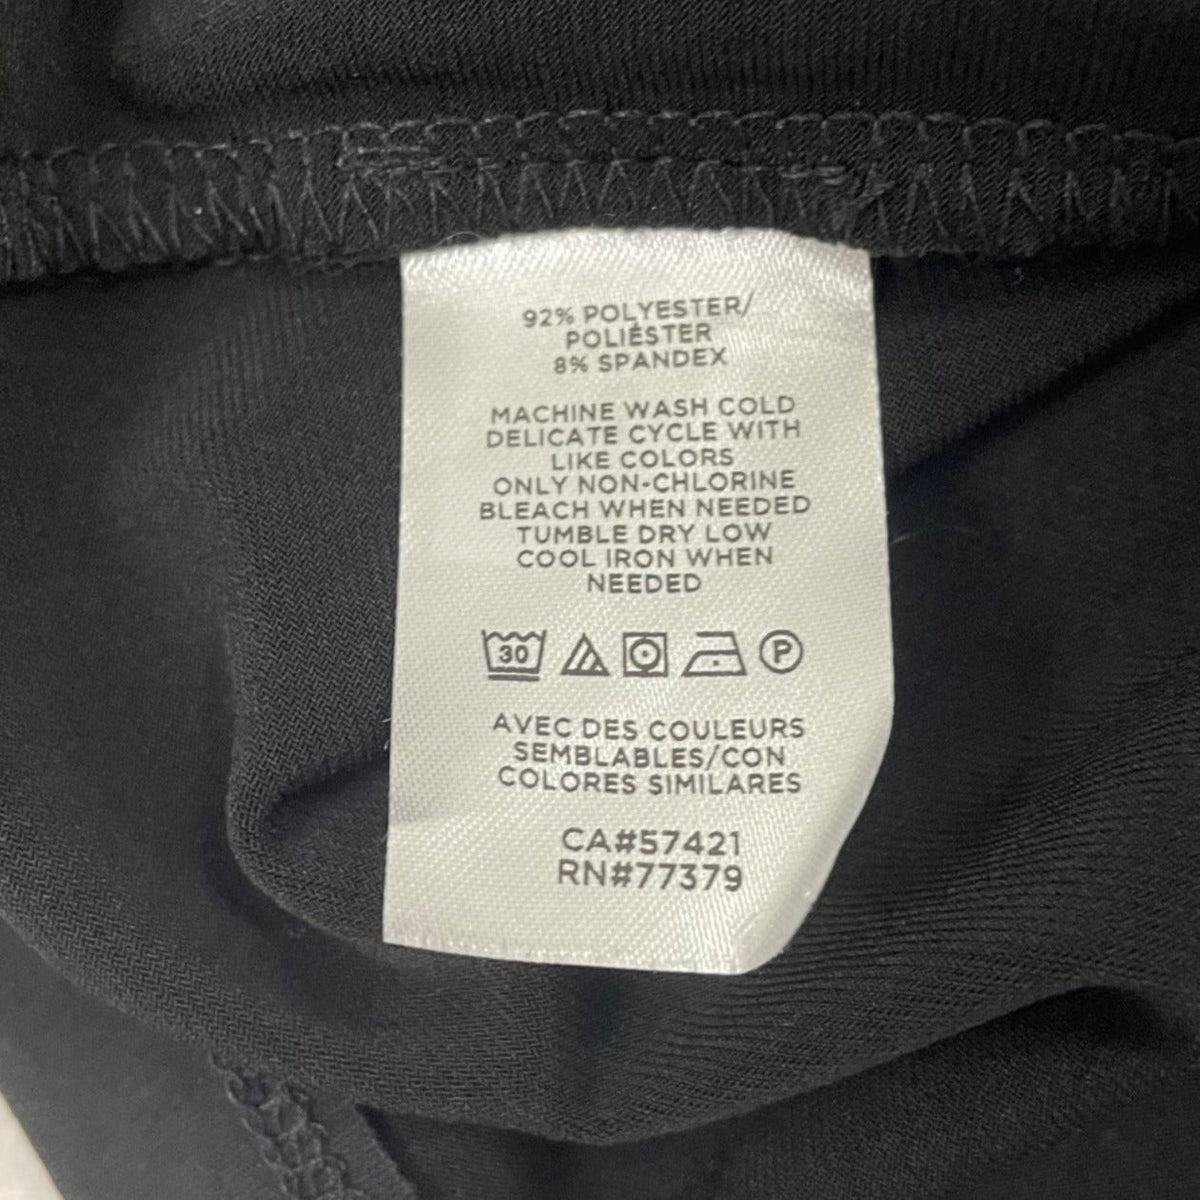 92% POLYESTER/
POLIÉSTER
8% SPANDEX
MACHINE WASH COLD
DELICATE CYCLE WITH
LIKE COLORS
ONLY NON-CHLORINE
BLEACH WHEN NEEDED
TUMBLE DRY LOW
COOL IRON WHEN
NEEDED
30 P
AVEC DES COULEURS
SEMBLABLES/CON
COLORES SIMILARES
CA#57421
RN#77379